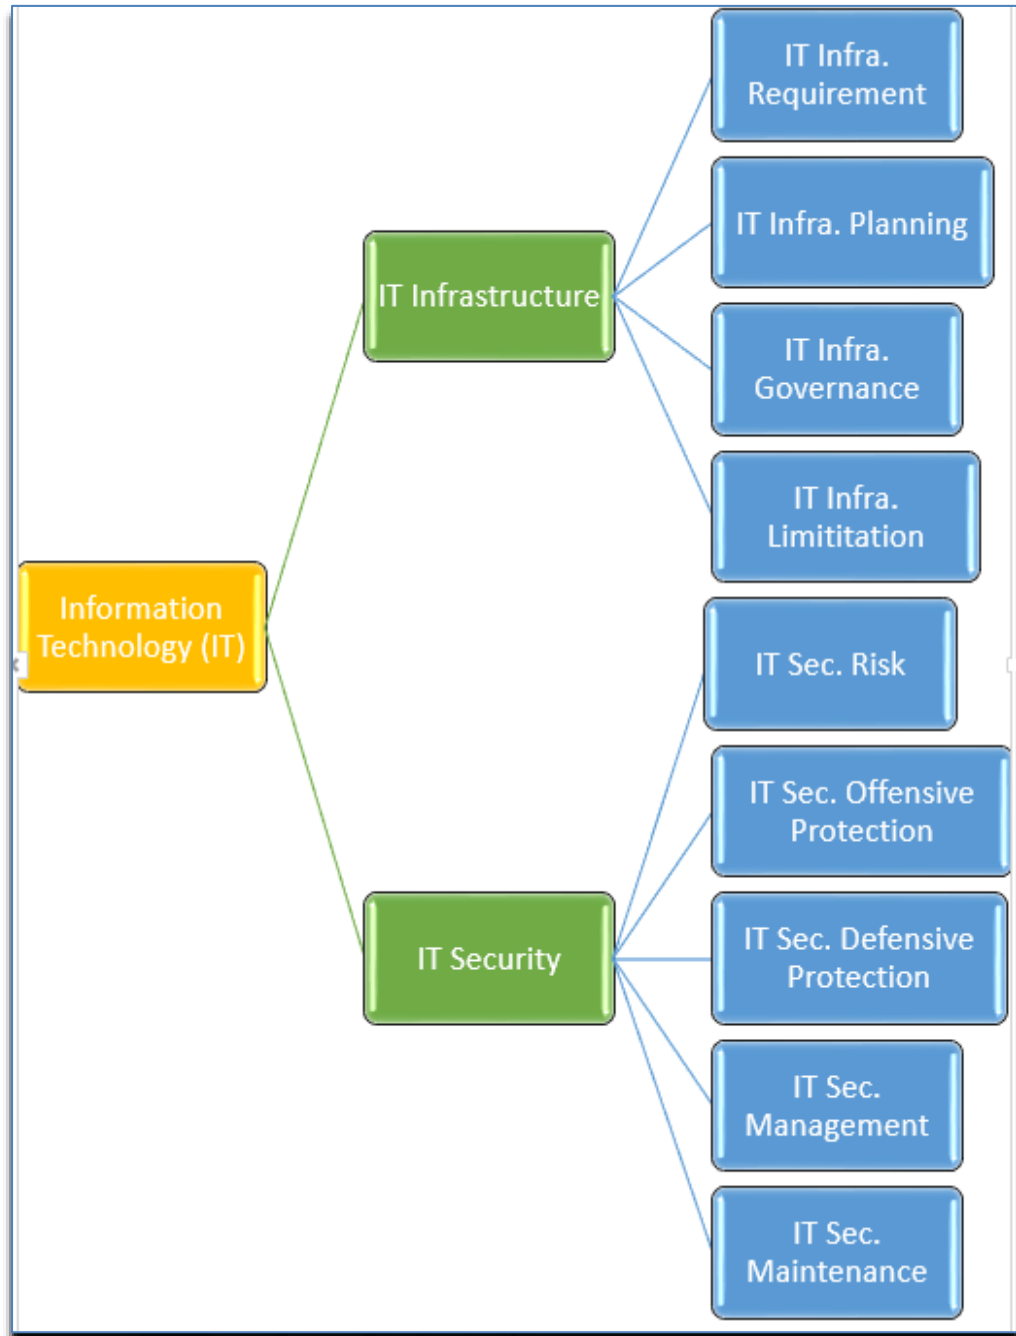 IT Infra.
Requirement
IT Infra. Planning
IT Infrastructure
IT Infra.
Governance
IT Infra.
Limititation
Information
Technology (IT)
IT Sec. Risk
IT Sec. Offensive
Protection
IT Security
IT Sec. Defensive
Protection
IT Sec.
Management
IT Sec.
Maintenance